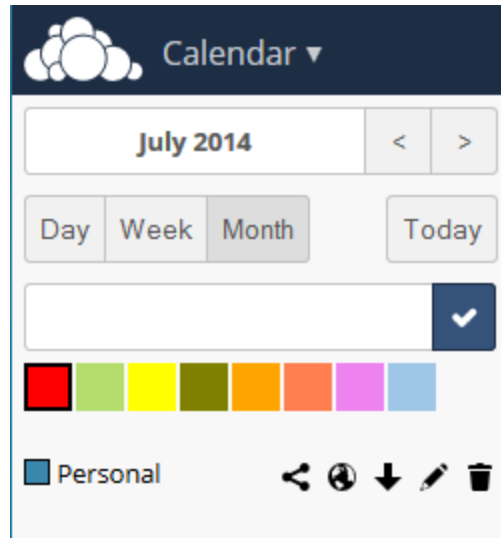 Calendar ▾
July 2014 < >
Day Week Month Today
Personal